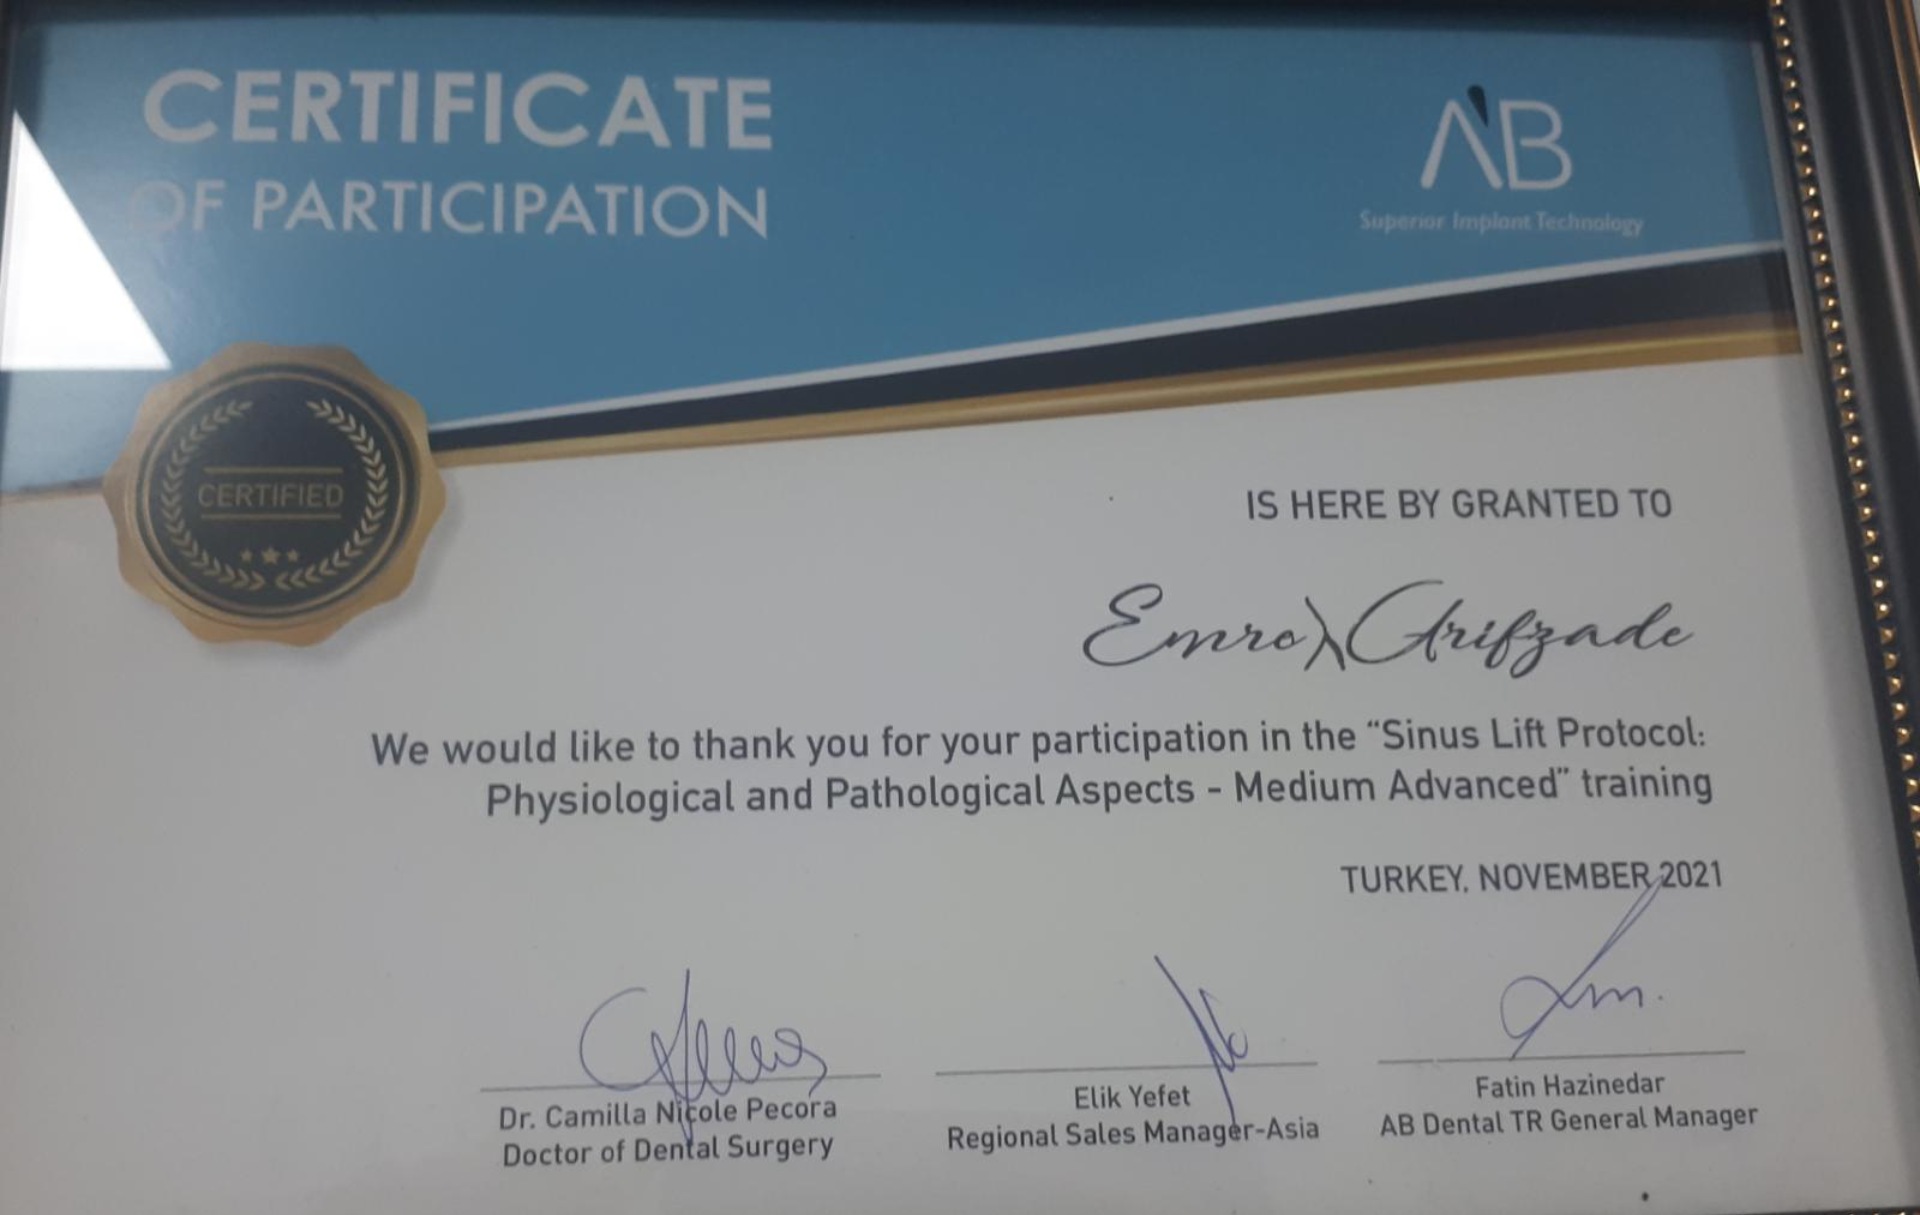 CERTIFICATE
OF PARTICIPATION
AB
Superior Implant Technology
CERTIFIED
IS HERE BY GRANTED TO
Emre Arifzade
We would like to thank you for your participation in the “Sinus Lift Protocol:
Physiological and Pathological Aspects - Medium Advanced” training
TURKEY, NOVEMBER 2021
Dr. Camilla Nicole Pecora
Doctor of Dental Surgery
Elik Yefet
Regional Sales Manager-Asia
Fatin Hazinedar
AB Dental TR General Manager